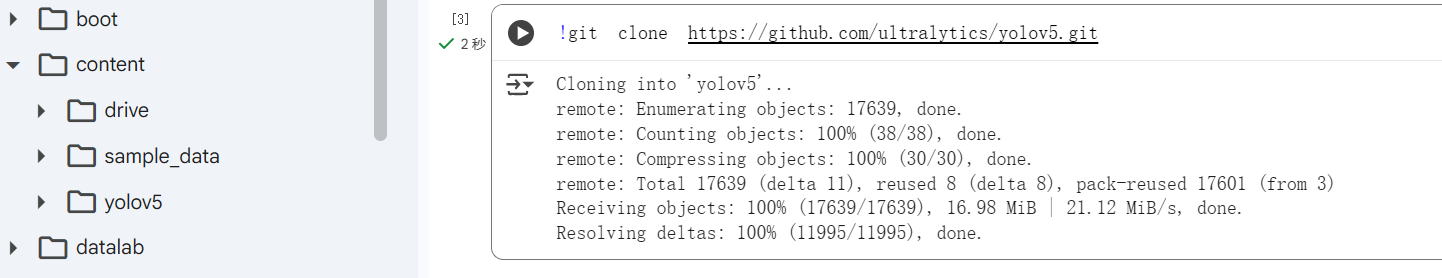 boot
content
drive
sample_data
yolov5
datalab
[3]
2 秒
!git clone https://github.com/ultralytics/yolov5.git
Cloning into 'yolov5'...
remote: Enumerating objects: 17639, done.
remote: Counting objects: 100% (38/38), done.
remote: Compressing objects: 100% (30/30), done.
remote: Total 17639 (delta 11), reused 8 (delta 8), pack-reused 17601 (from 3)
Receiving objects: 100% (17639/17639), 16.98 MiB | 21.12 MiB/s, done.
Resolving deltas: 100% (11995/11995), done.